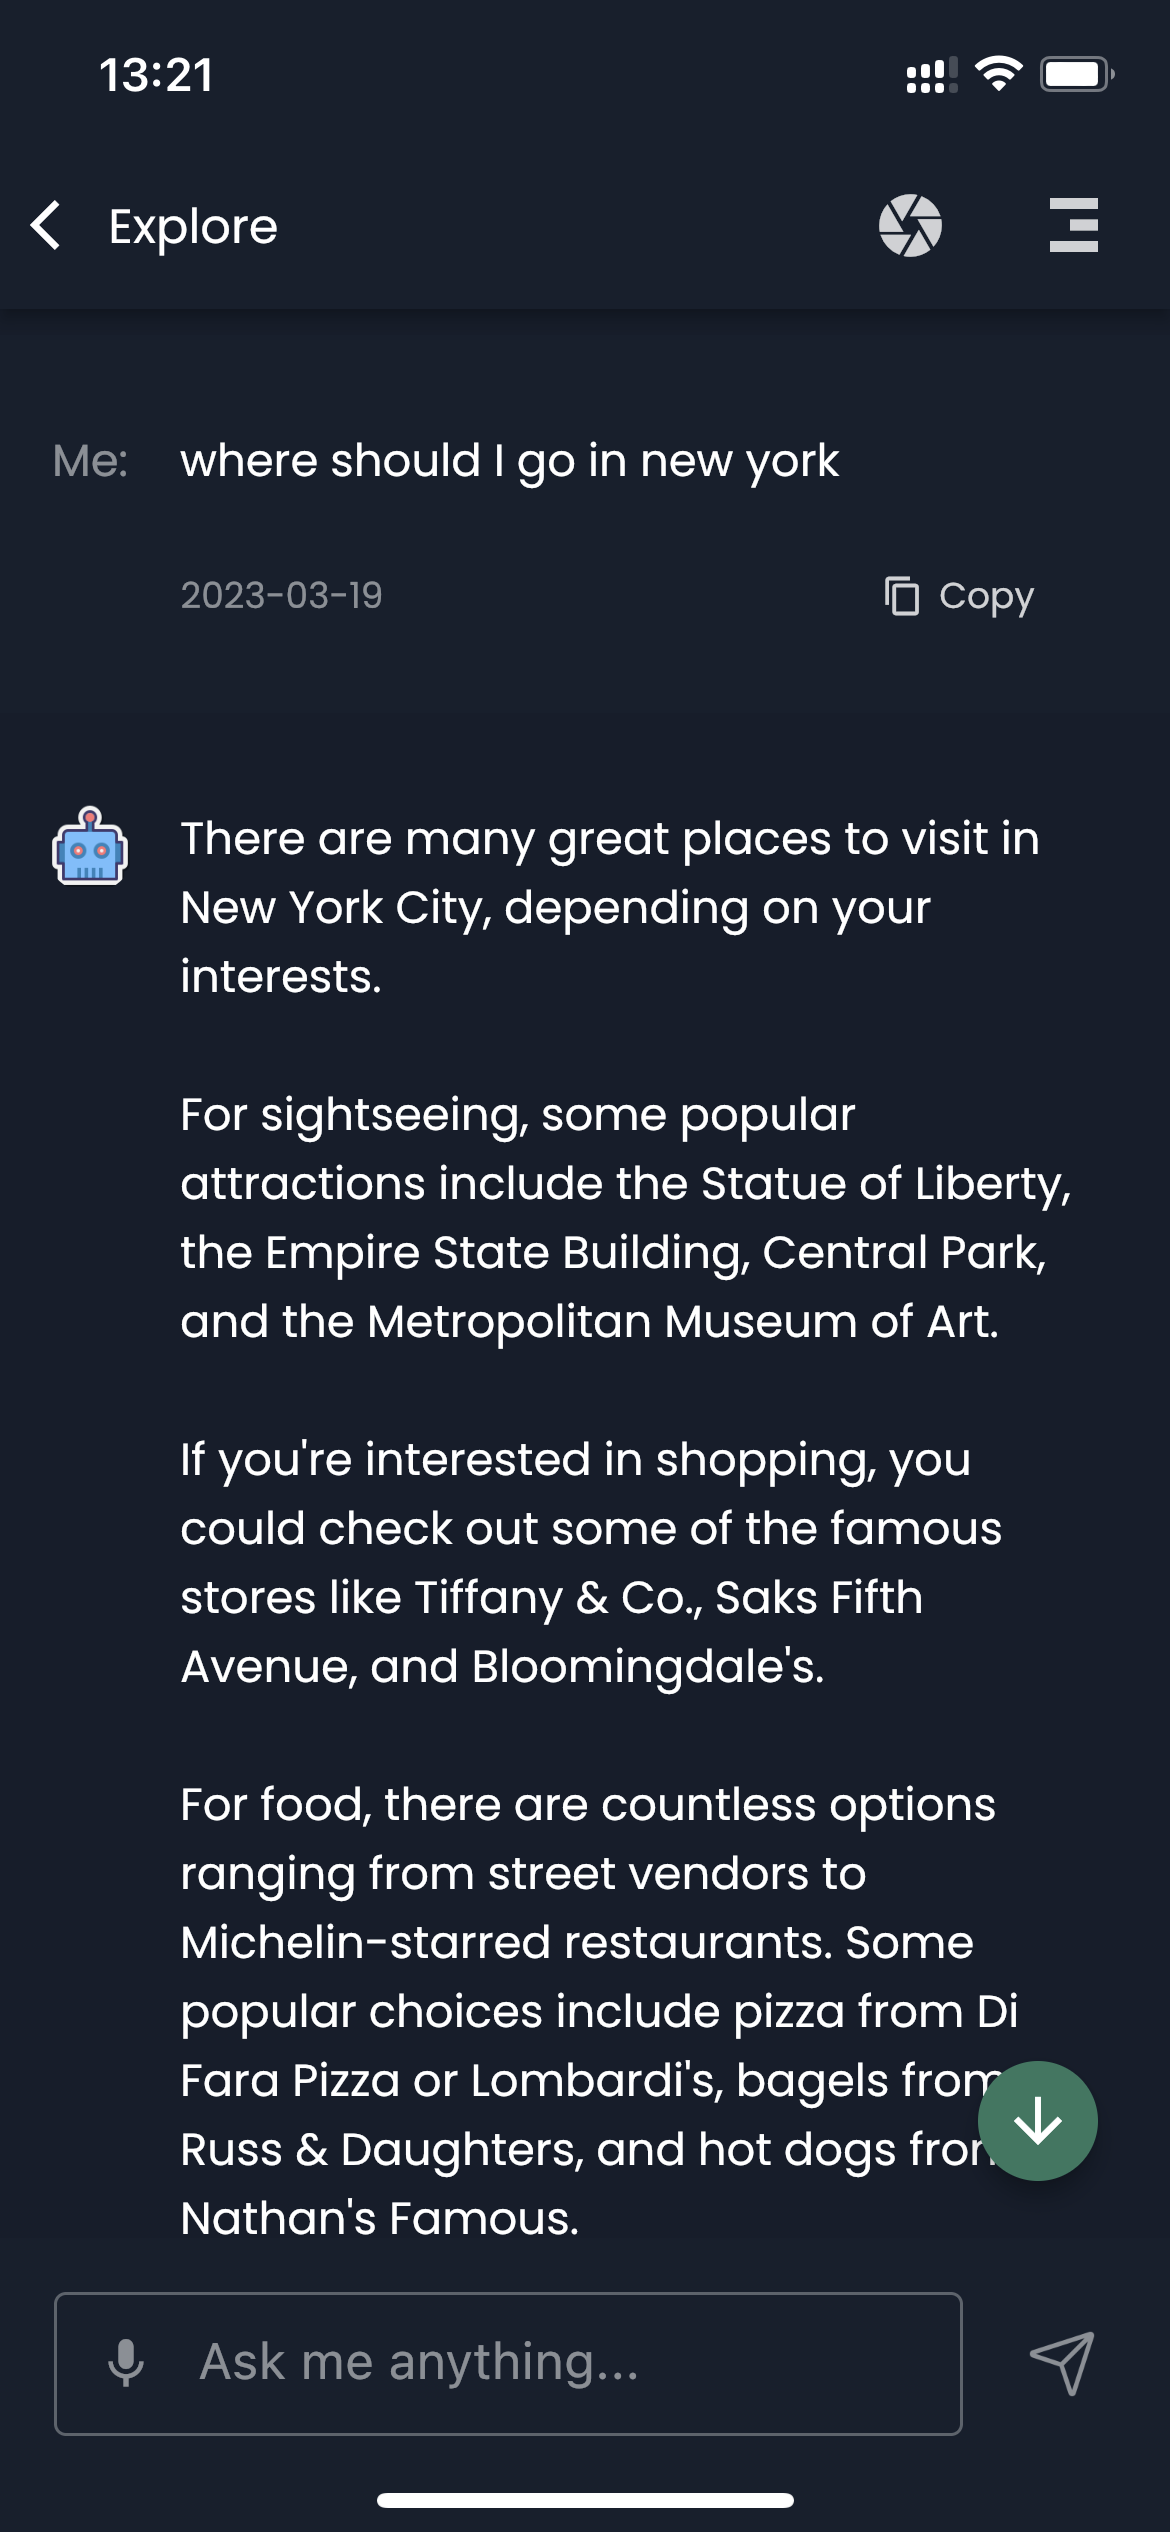 13:21
Explore
Me: where should I go in new york
2023-03-19 Copy
There are many great places to visit in
New York City, depending on your
interests.
For sightseeing, some popular
attractions include the Statue of Liberty,
the Empire State Building, Central Park,
and the Metropolitan Museum of Art.
If you're interested in shopping, you
could check out some of the famous
stores like Tiffany & Co., Saks Fifth
Avenue, and Bloomingdale's.
For food, there are countless options
ranging from street vendors to
Michelin-starred restaurants. Some
popular choices include pizza from Di
Fara Pizza or Lombardi's, bagels from
Russ & Daughters, and hot dogs from
Nathan's Famous.
Ask me anything...